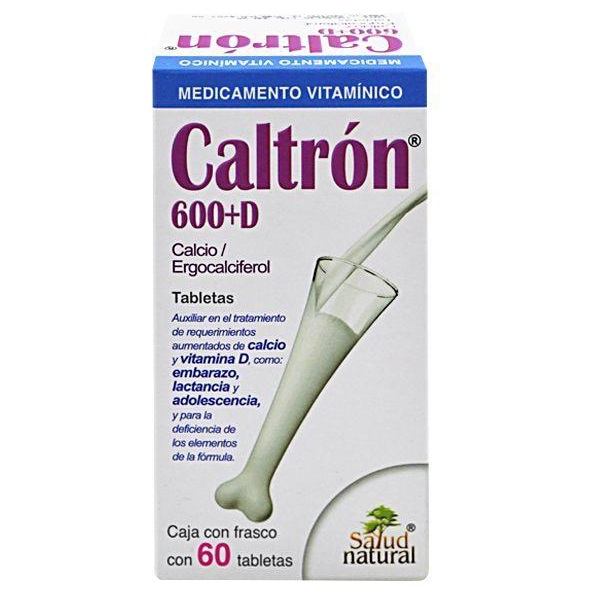 Caltrón
600+D
MEDICAMENTO VITAMÍNICO
MEDICAMENTO VITAMÍNICO
Caltrón®
600+D
Calcio /
Ergocalciferol
Tabletas
Auxiliar en el tratamiento
de requerimientos
aumentados de calcio
y vitamina D, como:
embarazo,
lactancia y
adolescencia,
y para la
deficiencia de
los elementos
de la fórmula.
Caja con frasco
con 60 tabletas
Salud®
natural